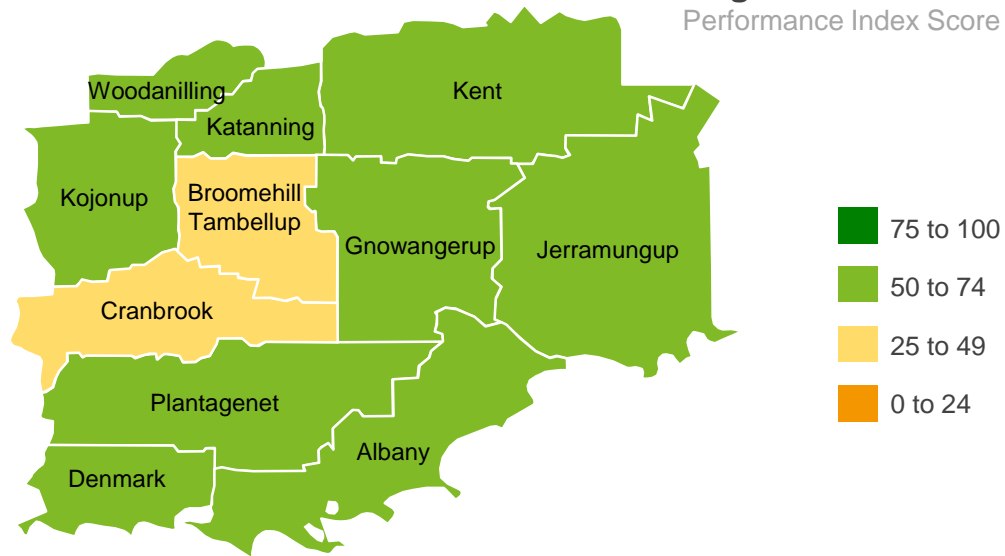 Performance Index Score
Woodanilling
Kent
Katanning
Kojonup
Broomehill
Tambellup
Gnowangerup
Jerramungup
Cranbrook
Plantagenet
Albany
Denmark
75 to 100
50 to 74
25 to 49
0 to 24